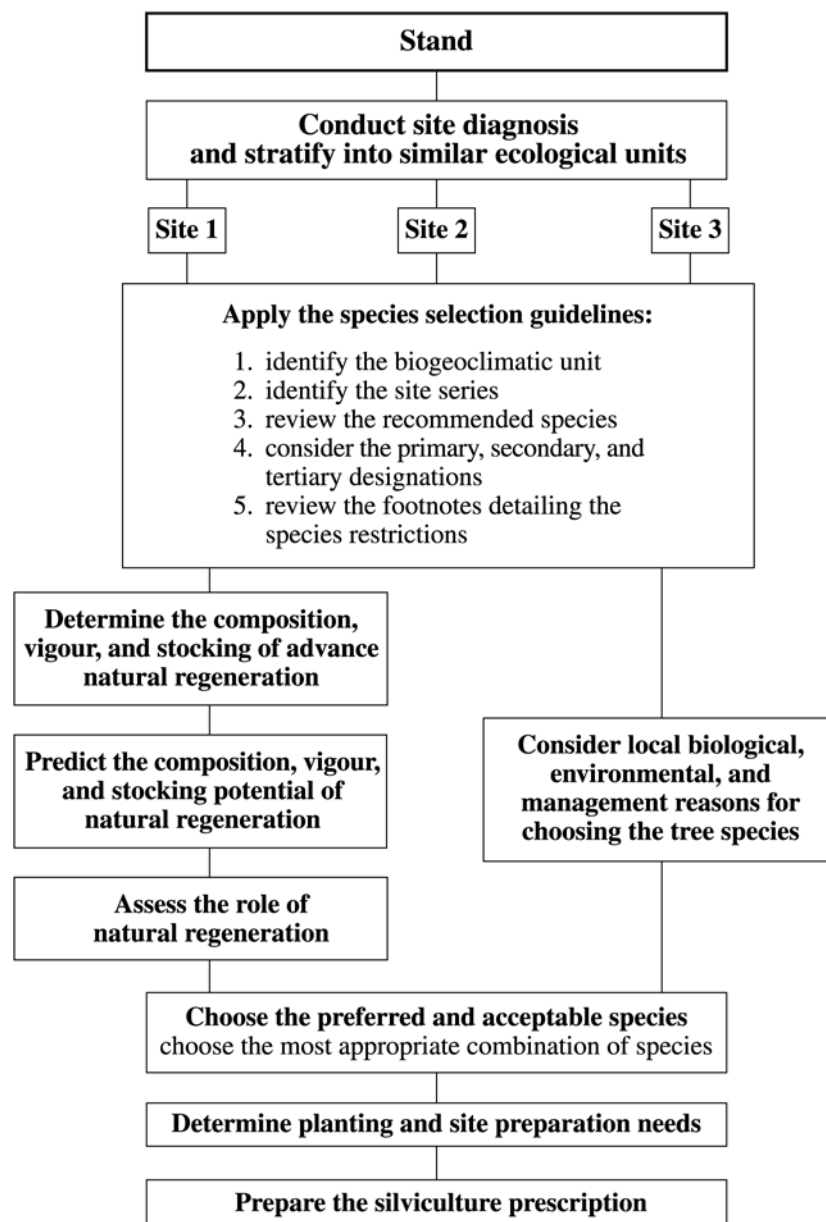 Stand
Conduct site diagnosis
and stratify into similar ecological units
Site 1
Site 2
Site 3
Apply the species selection guidelines:
1. identify the biogeoclimatic unit
2. identify the site series
3. review the recommended species
4. consider the primary, secondary, and
tertiary designations
5. review the footnotes detailing the
species restrictions
Determine the composition,
vigour, and stocking of advance
natural regeneration
Predict the composition, vigour,
and stocking potential of
natural regeneration
Assess the role of
natural regeneration
Consider local biological,
environmental, and
management reasons for
choosing the tree species
Choose the preferred and acceptable species
choose the most appropriate combination of species
Determine planting and site preparation needs
Prepare the silviculture prescription